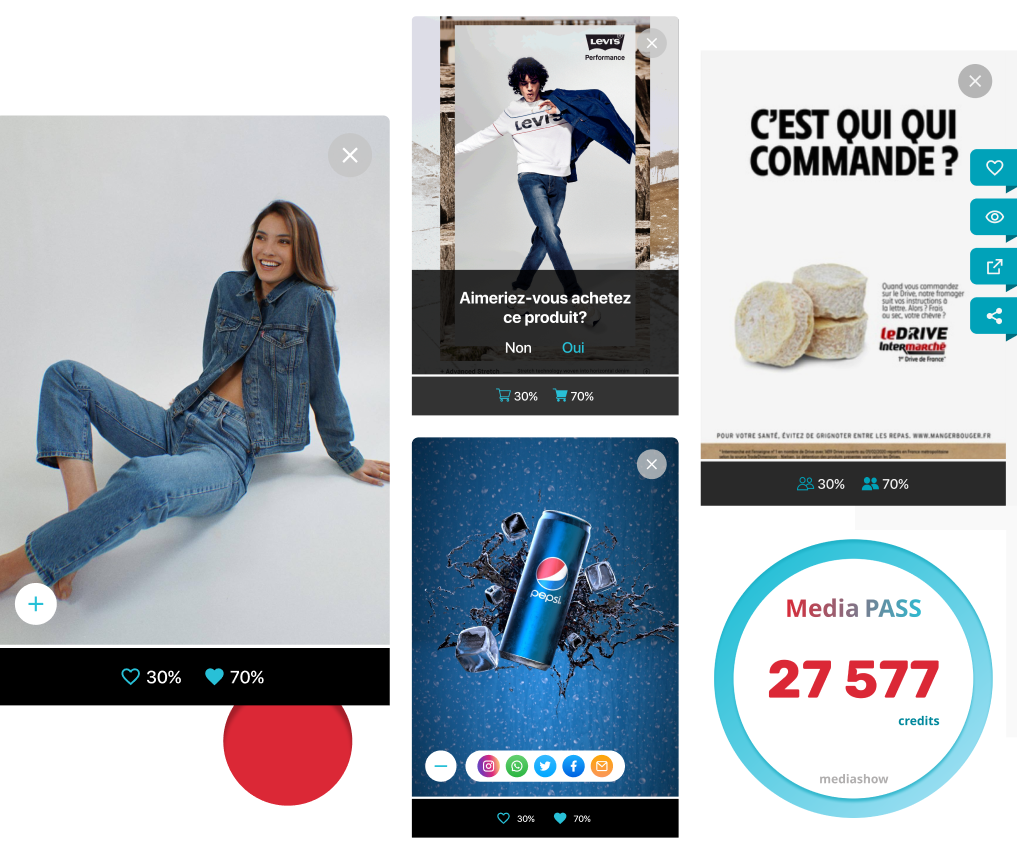 30% 70%
LEVI'S
Performance
LEVI'S
Aimeriez-vous achetez
ce produit?
Non Oui
30% 70%
pepsi
30% 70%
C'EST QUI QUI
COMMANDE ?
Quand vous commandez
sur le Drive, notre fromager
suit vos instructions à
la lettre. Alors ? Frais
ou sec, votre chèvre ?
leDRIVE
Intermarché
1er Drive de France*
POUR VOTRE SANTÉ, ÉVITEZ DE GRIGNOTER ENTRE LES REPAS. WWW.MANGERBOUGER.FR
30% 70%
Media PASS
27 577
credits
mediashow